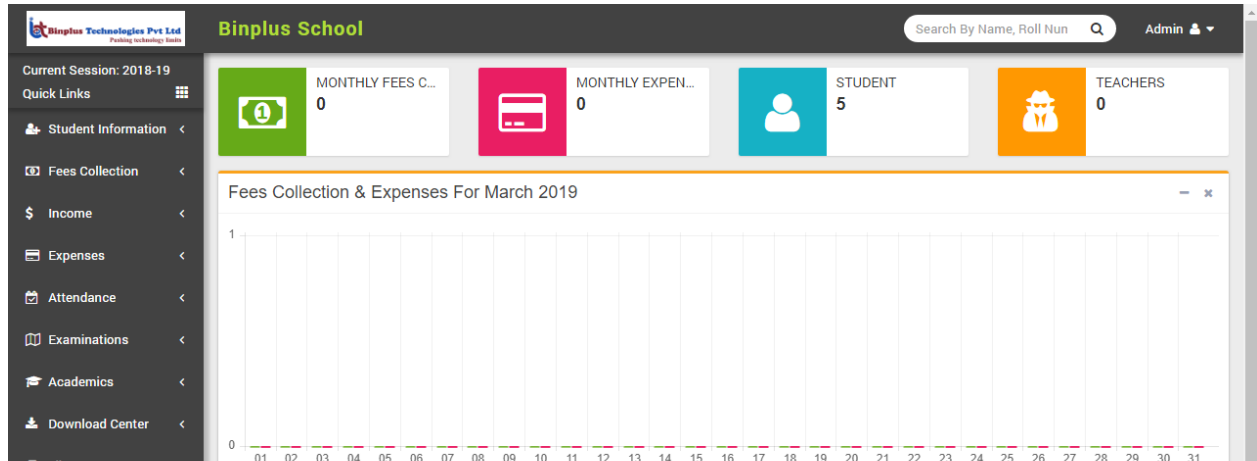 Binplus Technologies Pvt Ltd
Pushing technology limits
Binplus School
Search By Name, Roll Nun
Admin
Current Session: 2018-19
Quick Links
Student Information
Fees Collection
$ Income
Expenses
Attendance
Examinations
Academics
Download Center
MONTHLY FEES C...
0
MONTHLY EXPEN...
0
STUDENT
5
TEACHERS
0
Fees Collection & Expenses For March 2019
1
0
01 02 03 04 05 06 07 08 09 10 11 12 13 14 15 16 17 18 19 20 21 22 23 24 25 26 27 28 29 30 31